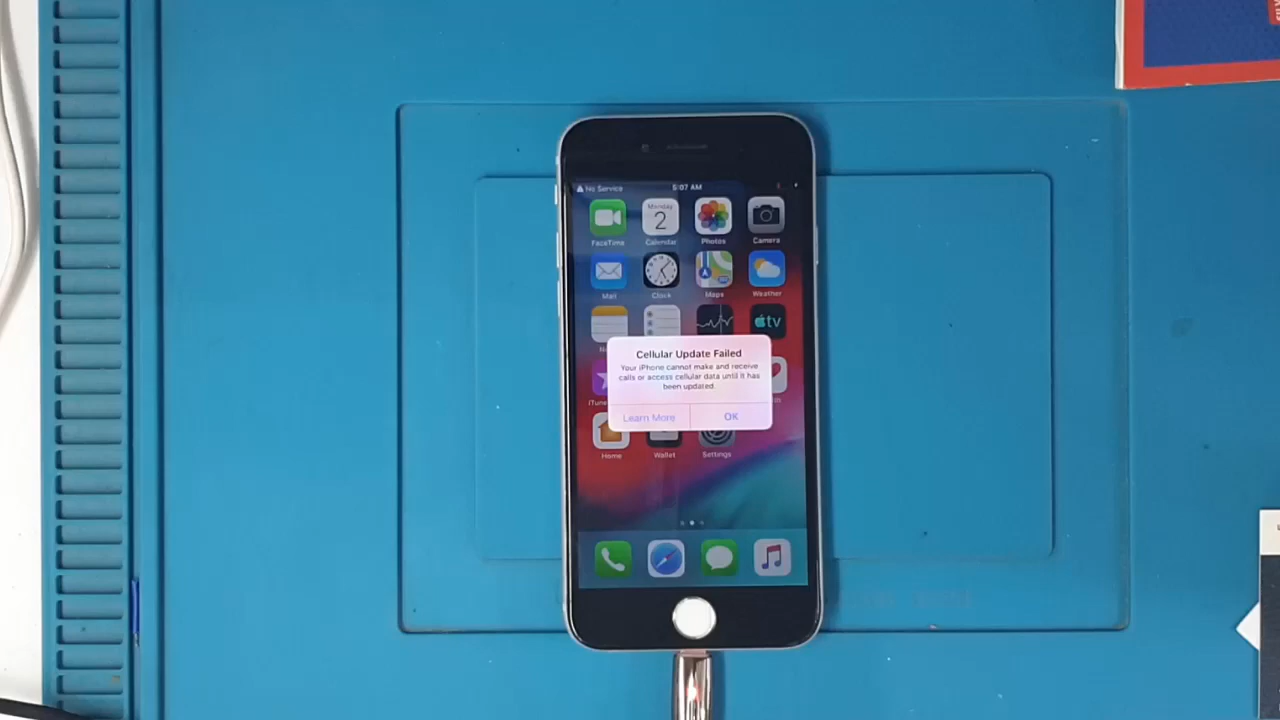 No Service
5:07 AM
FaceTime
Monday
2
Calendar
Photos
Camera
Mail
Clock
Maps
Weather
tv
Cellular Update Failed
Your iPhone cannot make and receive
calls or access cellular data until it has
been updated.
Learn More
OK
Home
Wallet
Settings